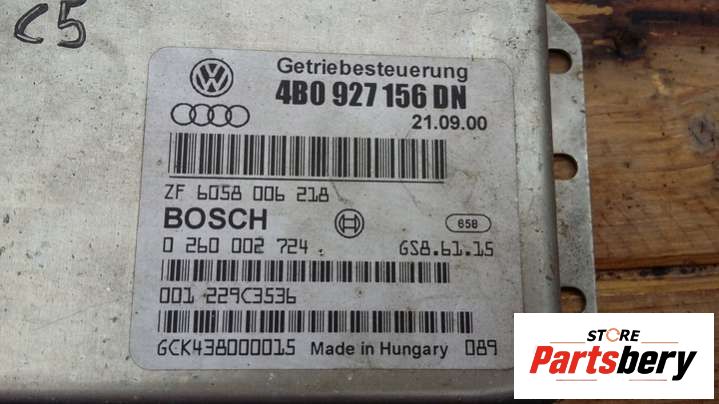 C5
Getriebesteuerung
4B0 927 156 DN
21.09.00
ZF 6058 006 218
BOSCH
658
0 260 002 724 GS8.61.15
001 229C3536
GCK438000015 Made in Hungary 089
STORE
Partsbery